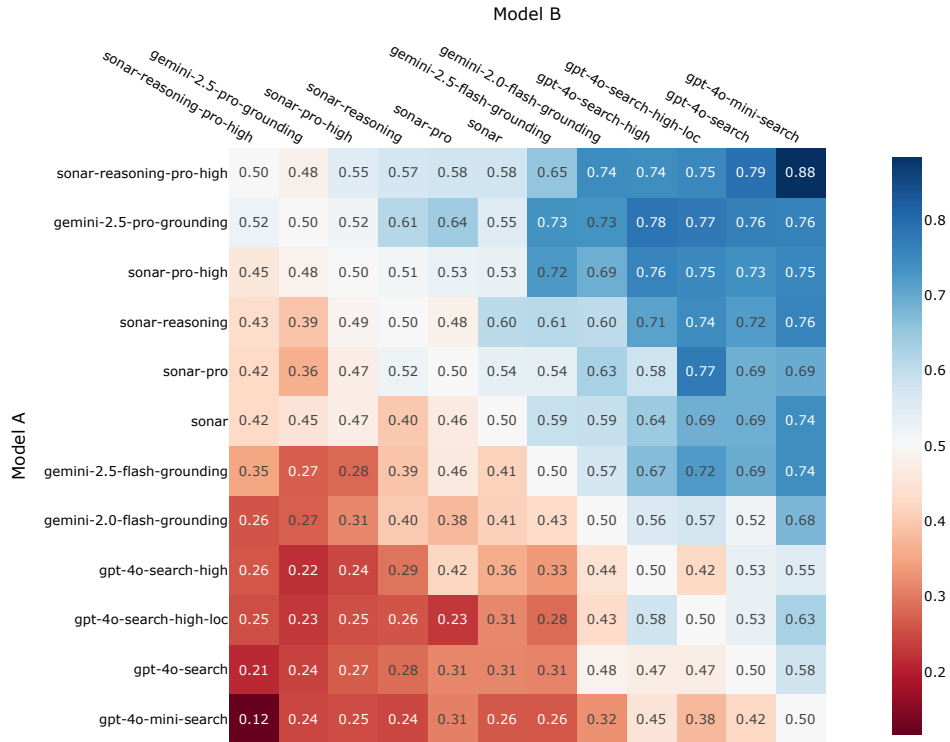 Model B
sonar-reasoning-pro-high
gemini-2.5-pro-grounding
sonar-pro-high
sonar-reasoning
sonar-pro
sonar
gemini-2.5-flash-grounding
gemini-2.0-flash-grounding
gpt-4o-search-high
gpt-4o-search-high-loc
gpt-4o-search
gpt-4o-mini-search
Model A
sonar-reasoning-pro-high 0.50 0.48 0.55 0.57 0.58 0.58 0.65 0.74 0.74 0.75 0.79 0.88
gemini-2.5-pro-grounding 0.52 0.50 0.52 0.61 0.64 0.55 0.73 0.73 0.78 0.77 0.76 0.76
sonar-pro-high 0.45 0.48 0.50 0.51 0.53 0.53 0.72 0.69 0.76 0.75 0.73 0.75
sonar-reasoning 0.43 0.39 0.49 0.50 0.48 0.60 0.61 0.60 0.71 0.74 0.72 0.76
sonar-pro 0.42 0.36 0.47 0.52 0.50 0.54 0.54 0.63 0.58 0.77 0.69 0.69
sonar 0.42 0.45 0.47 0.40 0.46 0.50 0.59 0.59 0.64 0.69 0.69 0.74
gemini-2.5-flash-grounding 0.35 0.27 0.28 0.39 0.46 0.41 0.50 0.57 0.67 0.72 0.69 0.74
gemini-2.0-flash-grounding 0.26 0.27 0.31 0.40 0.38 0.41 0.43 0.50 0.56 0.57 0.52 0.68
gpt-4o-search-high 0.26 0.22 0.24 0.29 0.42 0.36 0.33 0.44 0.50 0.42 0.53 0.55
gpt-4o-search-high-loc 0.25 0.23 0.25 0.26 0.23 0.31 0.28 0.43 0.58 0.50 0.53 0.63
gpt-4o-search 0.21 0.24 0.27 0.28 0.31 0.31 0.31 0.48 0.47 0.47 0.50 0.58
gpt-4o-mini-search 0.12 0.24 0.25 0.24 0.31 0.26 0.26 0.32 0.45 0.38 0.42 0.50
0.8
0.7
0.6
0.5
0.4
0.3
0.2